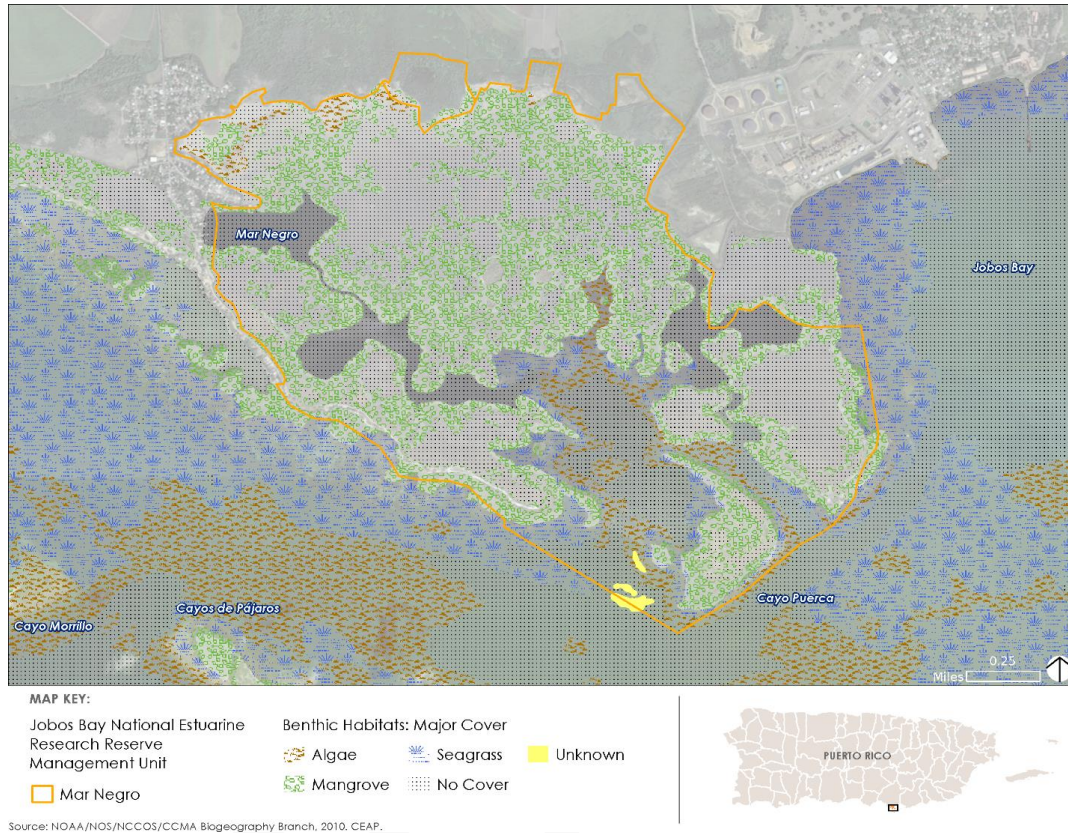 Mar Negro
Jobos Bay
Cayos de Pájaros
Cayo Morrillo
Cayo Puerca
0.25
Miles
MAP KEY:
Jobos Bay National Estuarine
Research Reserve
Management Unit
Mar Negro
Benthic Habitats: Major Cover
Algae
Seagrass
Unknown
Mangrove
No Cover
PUERTO RICO
Source: NOAA/NOS/NCCOS/CCMA Biogeography Branch, 2010. CEAP.